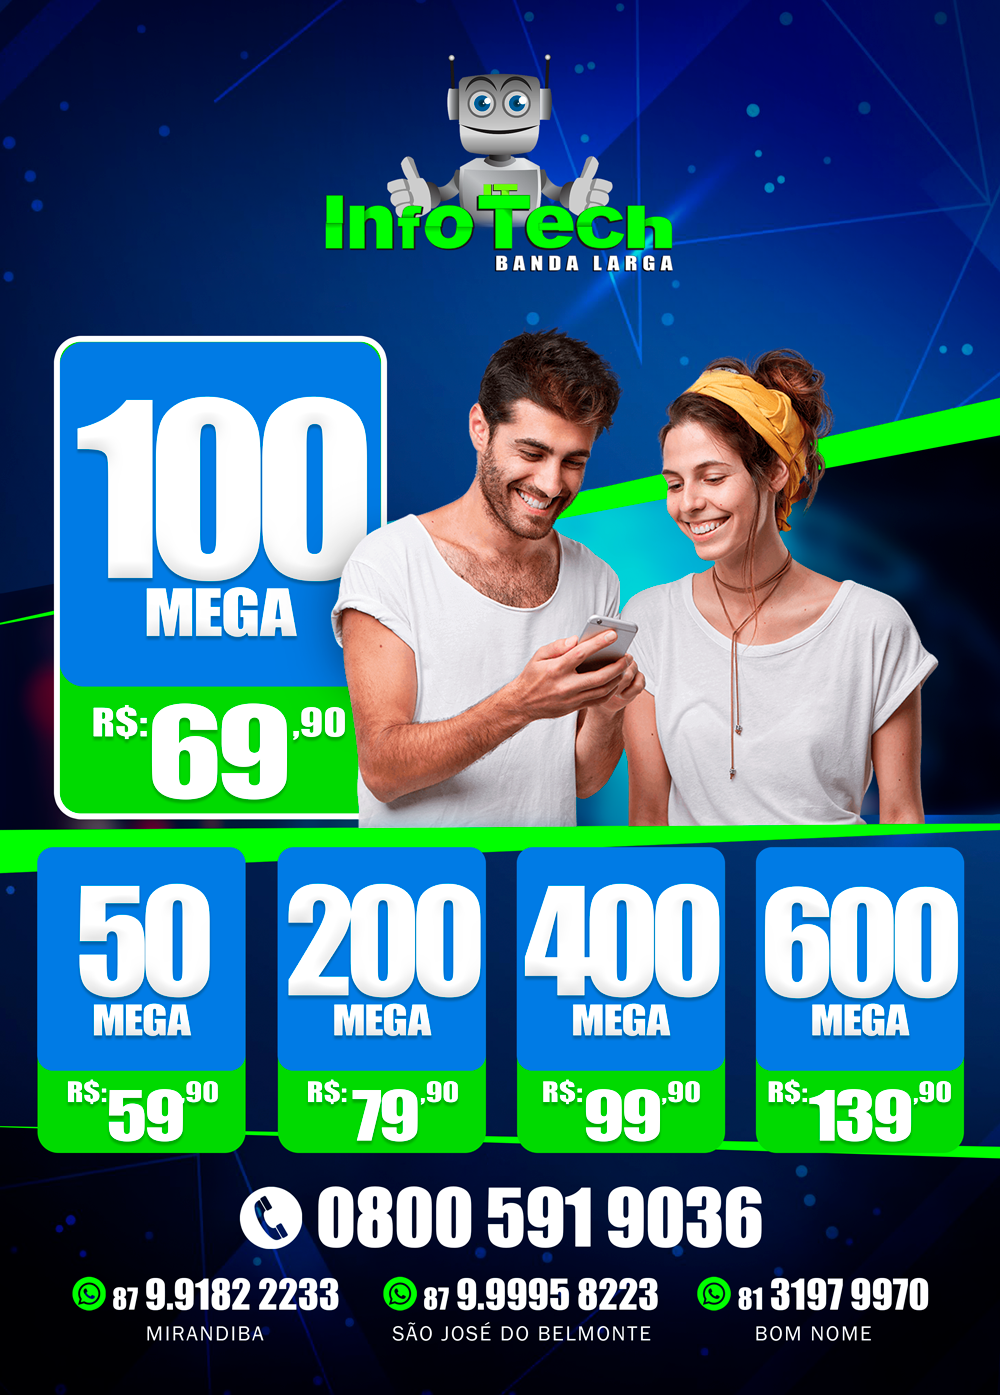 IT
InfoTech
BANDA LARGA
100
MEGA
R$: 69,90
50
MEGA
R$: 59,90
200
MEGA
R$: 79,90
400
MEGA
R$: 99,90
600
MEGA
R$: 139,90
0800 591 9036
87 9.9182 2233
MIRANDIBA
87 9.9995 8223
SÃO JOSÉ DO BELMONTE
81 3197 9970
BOM NOME